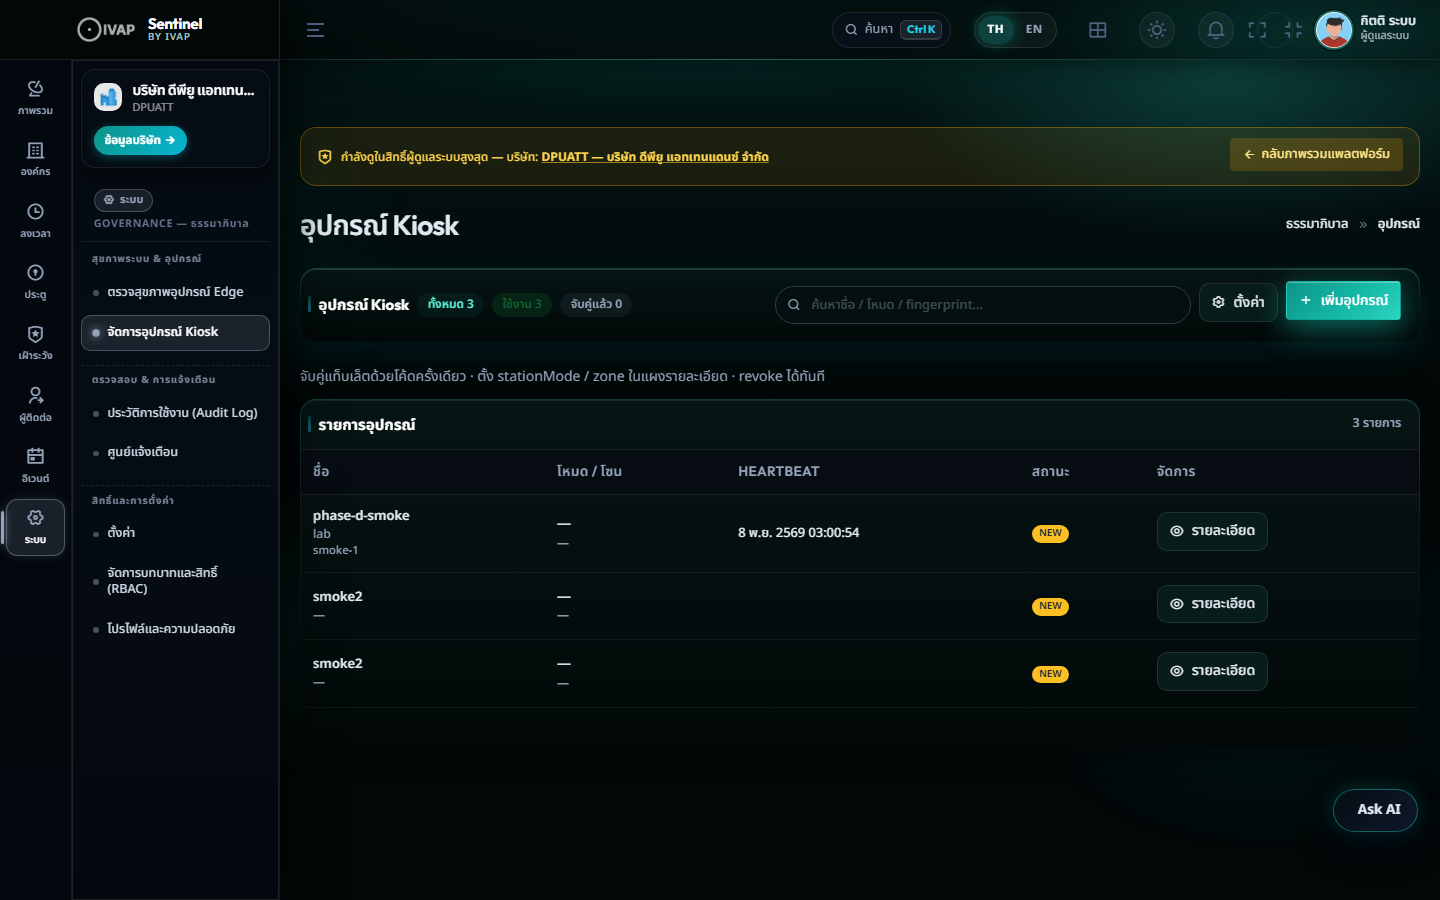 IVAP
Sentinel
BY IVAP
ค้นหา
Ctrl K
TH
EN
กิตติ ระบบ
ผู้ดูแลระบบ
ภาพรวม
องค์กร
ลงเวลา
ประตู
เฝ้าระวัง
ผู้ติดต่อ
อีเวนต์
ระบบ
บริษัท ดีพียู แอทเทน...
DPUATT
ข้อมูลบริษัท →
ระบบ
GOVERNANCE — ธรรมาภิบาล
สุขภาพระบบ & อุปกรณ์
ตรวจสุขภาพอุปกรณ์ Edge
จัดการอุปกรณ์ Kiosk
ตรวจสอบ & การแจ้งเตือน
ประวัติการใช้งาน (Audit Log)
ศูนย์แจ้งเตือน
สิทธิ์และการตั้งค่า
ตั้งค่า
จัดการบทบาทและสิทธิ์
(RBAC)
โปรไฟล์และความปลอดภัย
กำลังดูในสิทธิ์ผู้ดูแลระบบสูงสุด — บริษัท: DPUATT — บริษัท ดีพียู แอทเทนแดนซ์ จำกัด
← กลับภาพรวมแพลตฟอร์ม
อุปกรณ์ Kiosk
ธรรมาภิบาล » อุปกรณ์
อุปกรณ์ Kiosk
ทั้งหมด 3
ใช้งาน 3
จับคู่แล้ว 0
ค้นหาชื่อ / โหมด / fingerprint...
ตั้งค่า
+ เพิ่มอุปกรณ์
จับคู่แท็บเล็ตด้วยโค้ดครั้งเดียว · ตั้ง stationMode / zone ในแผงรายละเอียด · revoke ได้ทันที
รายการอุปกรณ์
3 รายการ
ชื่อ
โหมด / โซน
HEARTBEAT
สถานะ
จัดการ
phase-d-smoke
lab
smoke-1
—
—
8 พ.ย. 2569 03:00:54
NEW
รายละเอียด
smoke2
—
—
—
NEW
รายละเอียด
smoke2
—
—
—
NEW
รายละเอียด
Ask AI